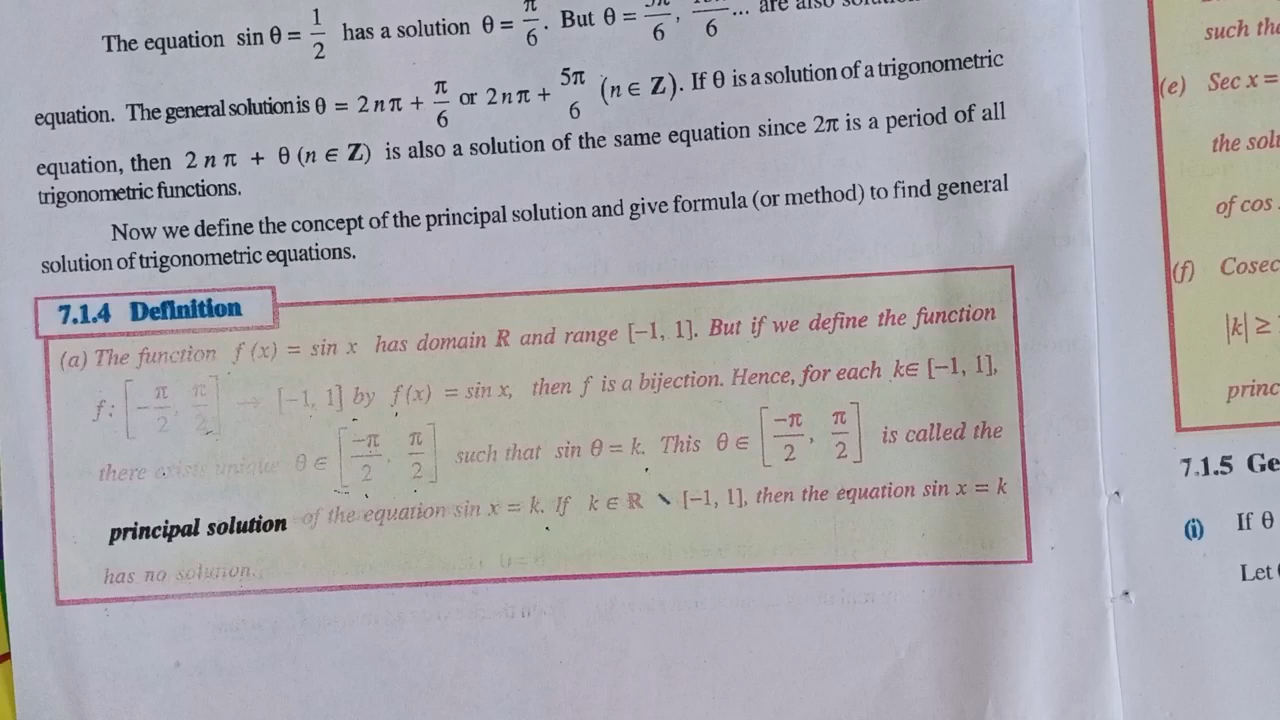 The equation sin θ = 1/2 has a solution θ = π/6. But θ = 5π/6, 6 ... are also
equation. The general solution is θ = 2nπ + π/6 or 2nπ + 5π/6 (n ∈ Z). If θ is a solution of a trigonometric
equation, then 2nπ + θ (n ∈ Z) is also a solution of the same equation since 2π is a period of all
trigonometric functions.
Now we define the concept of the principal solution and give formula (or method) to find general
solution of trigonometric equations.
7.1.4 Definition
(a) The function f(x) = sin x has domain R and range [-1, 1]. But if we define the function
f: [-π/2, π/2] → [-1, 1] by f(x) = sin x, then f is a bijection. Hence, for each k∈ [-1, 1],
there exists unique θ ∈ [-π/2, π/2] such that sin θ = k. This θ ∈ [-π/2, π/2] is called the
principal solution of the equation sin x = k. If k ∈ ℝ \ [-1, 1], then the equation sin x = k
has no solution.
such
(e) Sec x =
the
of cos
(f) Cosec
|k| ≥
princ
7.1.5 Ge
(i) If θ
Let